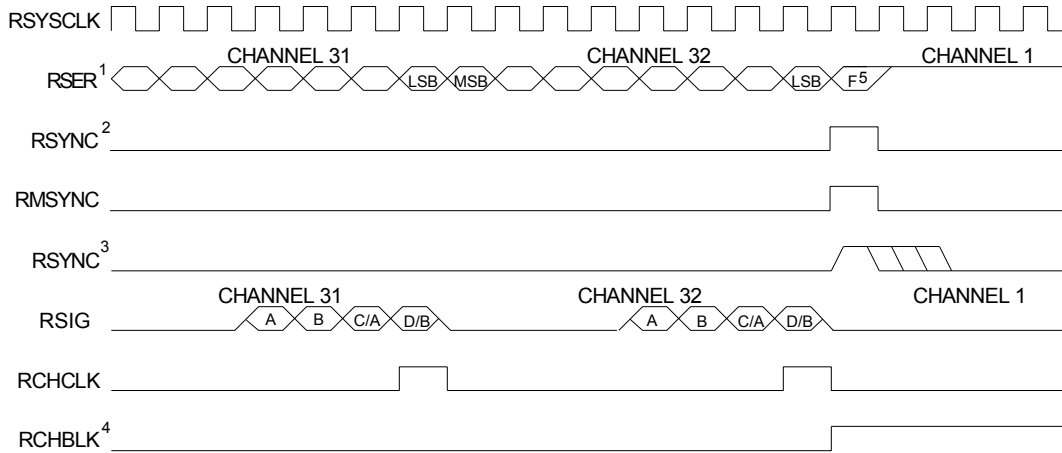 RSYSCLK
CHANNEL 31 CHANNEL 32 CHANNEL 1
RSER1 LSB MSB LSB F5
RSYNC2
RMSYNC
RSYNC3
CHANNEL 31 CHANNEL 32 CHANNEL 1
RSIG A B C/A D/B A B C/A D/B
RCHCLK
RCHBLK4